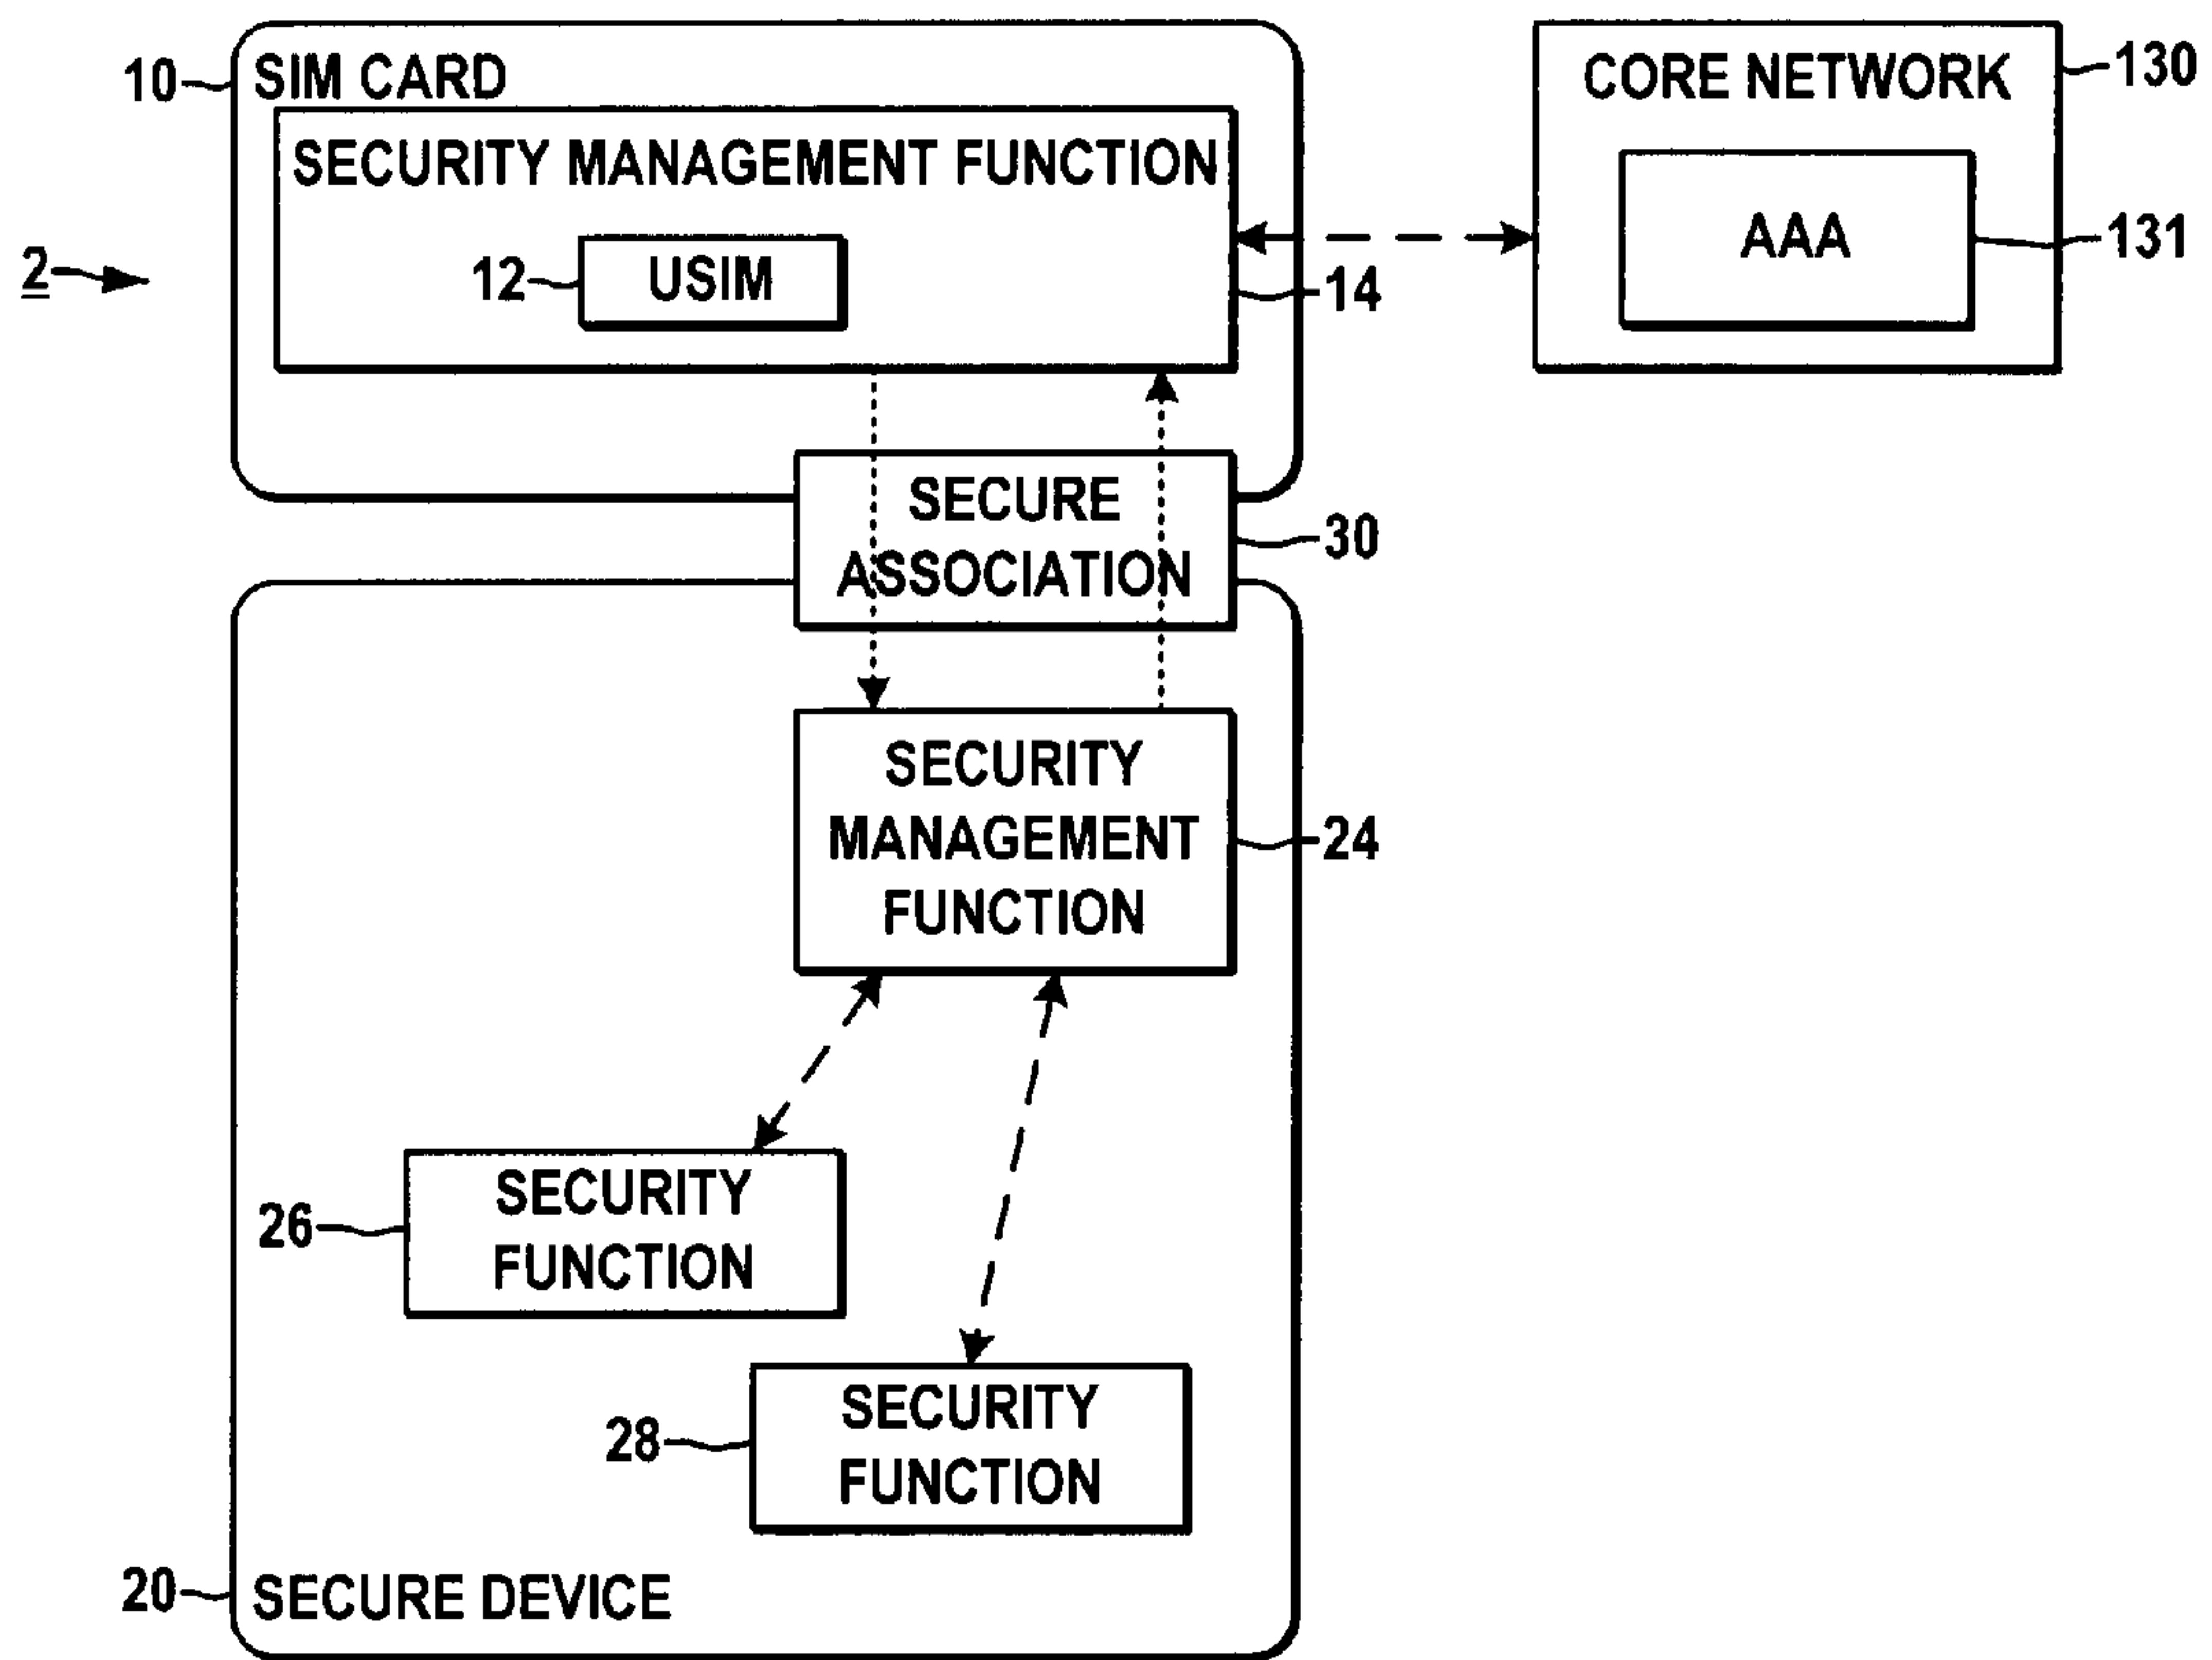 10 SIM CARD
CORE NETWORK 130
SECURITY MANAGEMENT FUNCTION
AAA 131
2
12 USIM
14
SECURE
ASSOCIATION
30
SECURITY
MANAGEMENT
FUNCTION
24
26
SECURITY
FUNCTION
28
SECURITY
FUNCTION
20 SECURE DEVICE